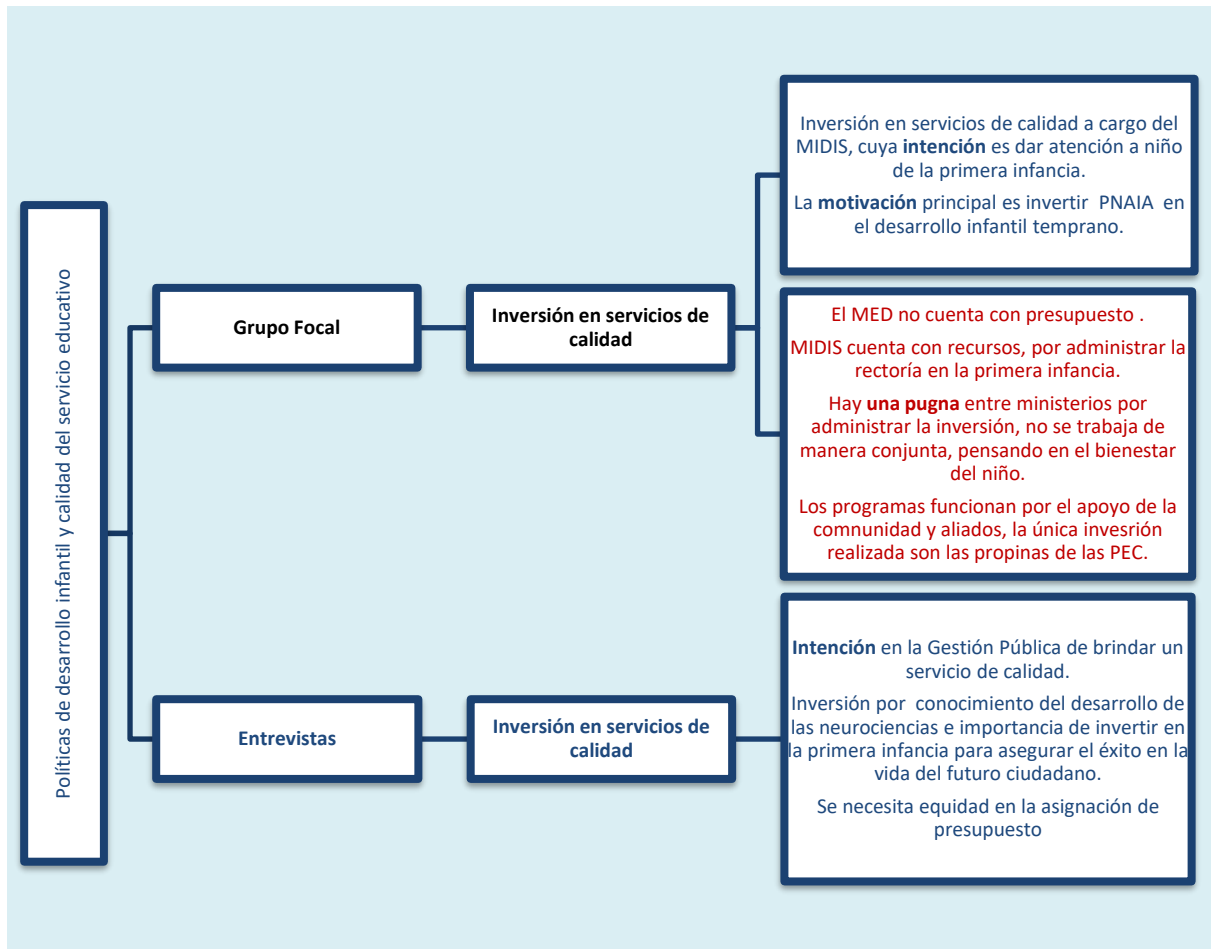 Políticas de desarrollo infantil y calidad del servicio educativo
Grupo Focal
Inversión en servicios de
calidad
Inversión en servicios de calidad a cargo del
MIDIS, cuya intención es dar atención a niño
de la primera infancia.
La motivación principal es invertir PNAIA en
el desarrollo infantil temprano.
El MED no cuenta con presupuesto .
MIDIS cuenta con recursos, por administrar la
rectoría en la primera infancia.
Hay una pugna entre ministerios por
administrar la inversión, no se trabaja de
manera conjunta, pensando en el bienestar
del niño.
Los programas funcionan por el apoyo de la
comnunidad y aliados, la única invesrión
realizada son las propinas de las PEC.
Entrevistas
Inversión en servicios de
calidad
Intención en la Gestión Pública de brindar un
servicio de calidad.
Inversión por conocimiento del desarrollo de
las neurociencias e importancia de invertir en
la primera infancia para asegurar el éxito en la
vida del futuro ciudadano.
Se necesita equidad en la asignación de
presupuesto